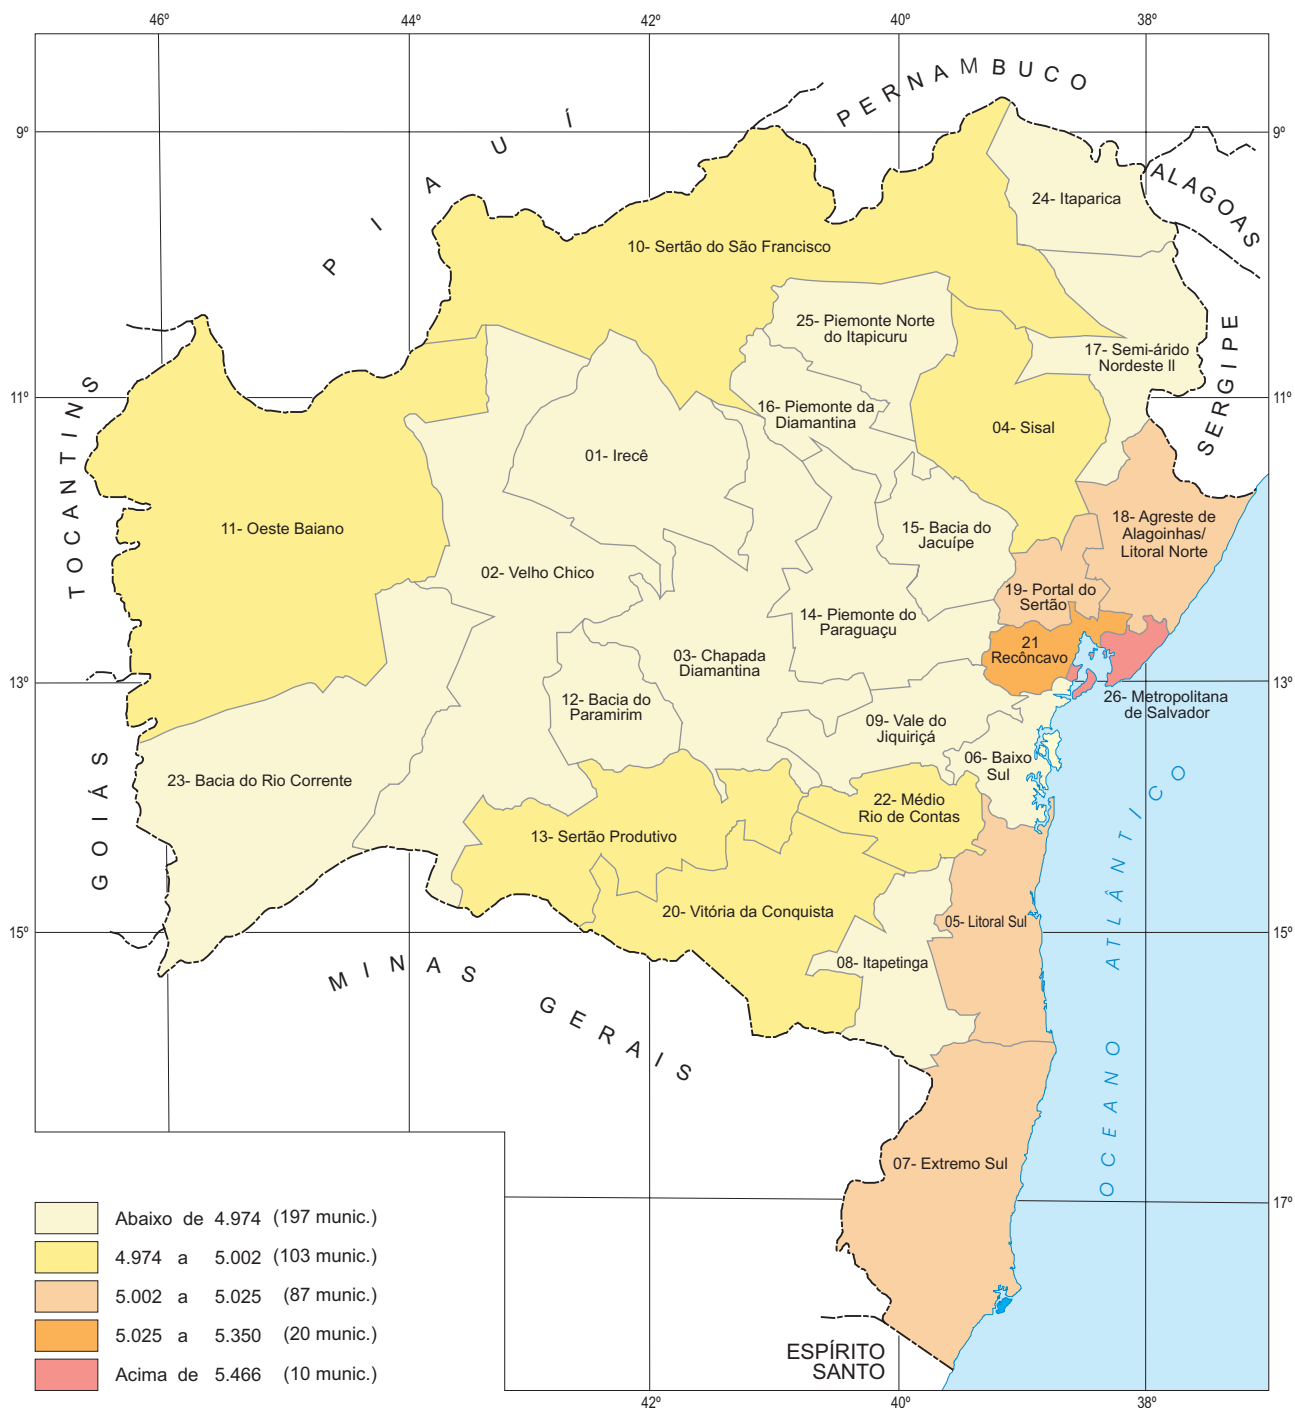 46º 44º 42º 40º 38º
PERNAMBUCO
PIAUÍ
9º 9º
ALAGOAS
24- Itaparica
10- Sertão do São Francisco
25- Piemonte Norte
do Itapicuru
17- Semi-árido
Nordeste II
SERGIPE
11º 11º
TOCANTINS
16- Piemonte da
Diamantina
04- Sisal
01- Irecê
11- Oeste Baiano
15- Bacia do
Jacuípe
18- Agreste de
Alagoinhas/
Litoral Norte
02- Velho Chico
19- Portal do
Sertão
14- Piemonte do
Paraguaçu
21
Recôncavo
03- Chapada
Diamantina
13º 13º
12- Bacia do
Paramirim
26- Metropolitana
de Salvador
09- Vale do
Jiquiriçá
06- Baixo
Sul
GOIÁS
23- Bacia do Rio Corrente
22- Médio
Rio de Contas
13- Sertão Produtivo
20- Vitória da Conquista
05- Litoral Sul
15º 15º
08- Itapetinga
MINAS GERAIS
OCEANO ATLÂNTICO
07- Extremo Sul
17º
Abaixo de 4.974 (197 munic.)
4.974 a 5.002 (103 munic.)
5.002 a 5.025 (87 munic.)
5.025 a 5.350 (20 munic.)
Acima de 5.466 (10 munic.)
ESPÍRITO
SANTO
42º 40º 38º